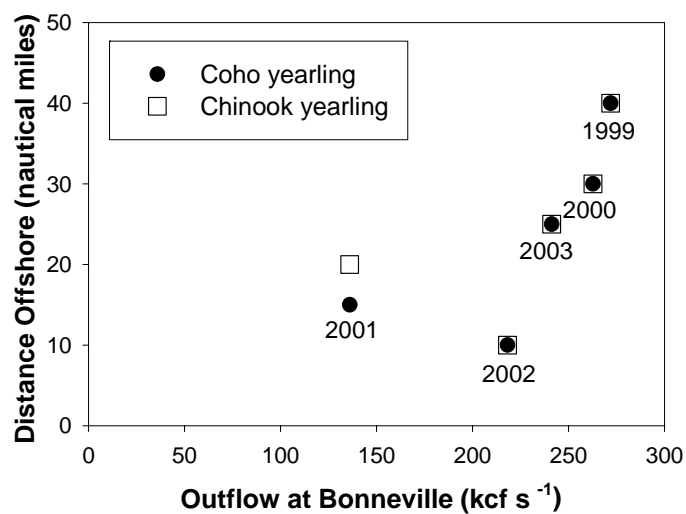 Distance Offshore (nautical miles)
50
40
30
20
10
0
Coho yearling
Chinook yearling
1999
2000
2003
2001
2002
0 50 100 150 200 250 300
Outflow at Bonneville (kcf s -1)